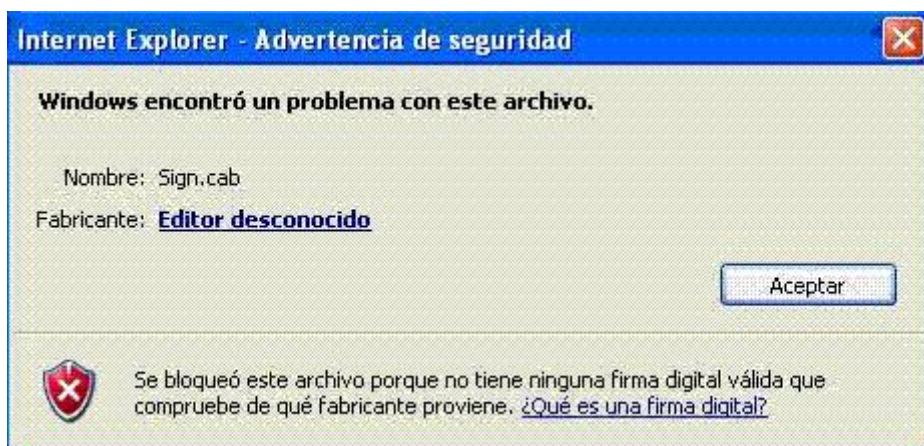 Internet Explorer - Advertencia de seguridad
Windows encontró un problema con este archivo.
Nombre: Sign.cab
Fabricante: Editor desconocido
Aceptar
Se bloqueó este archivo porque no tiene ninguna firma digital válida que
compruebe de qué fabricante proviene. ¿Qué es una firma digital?